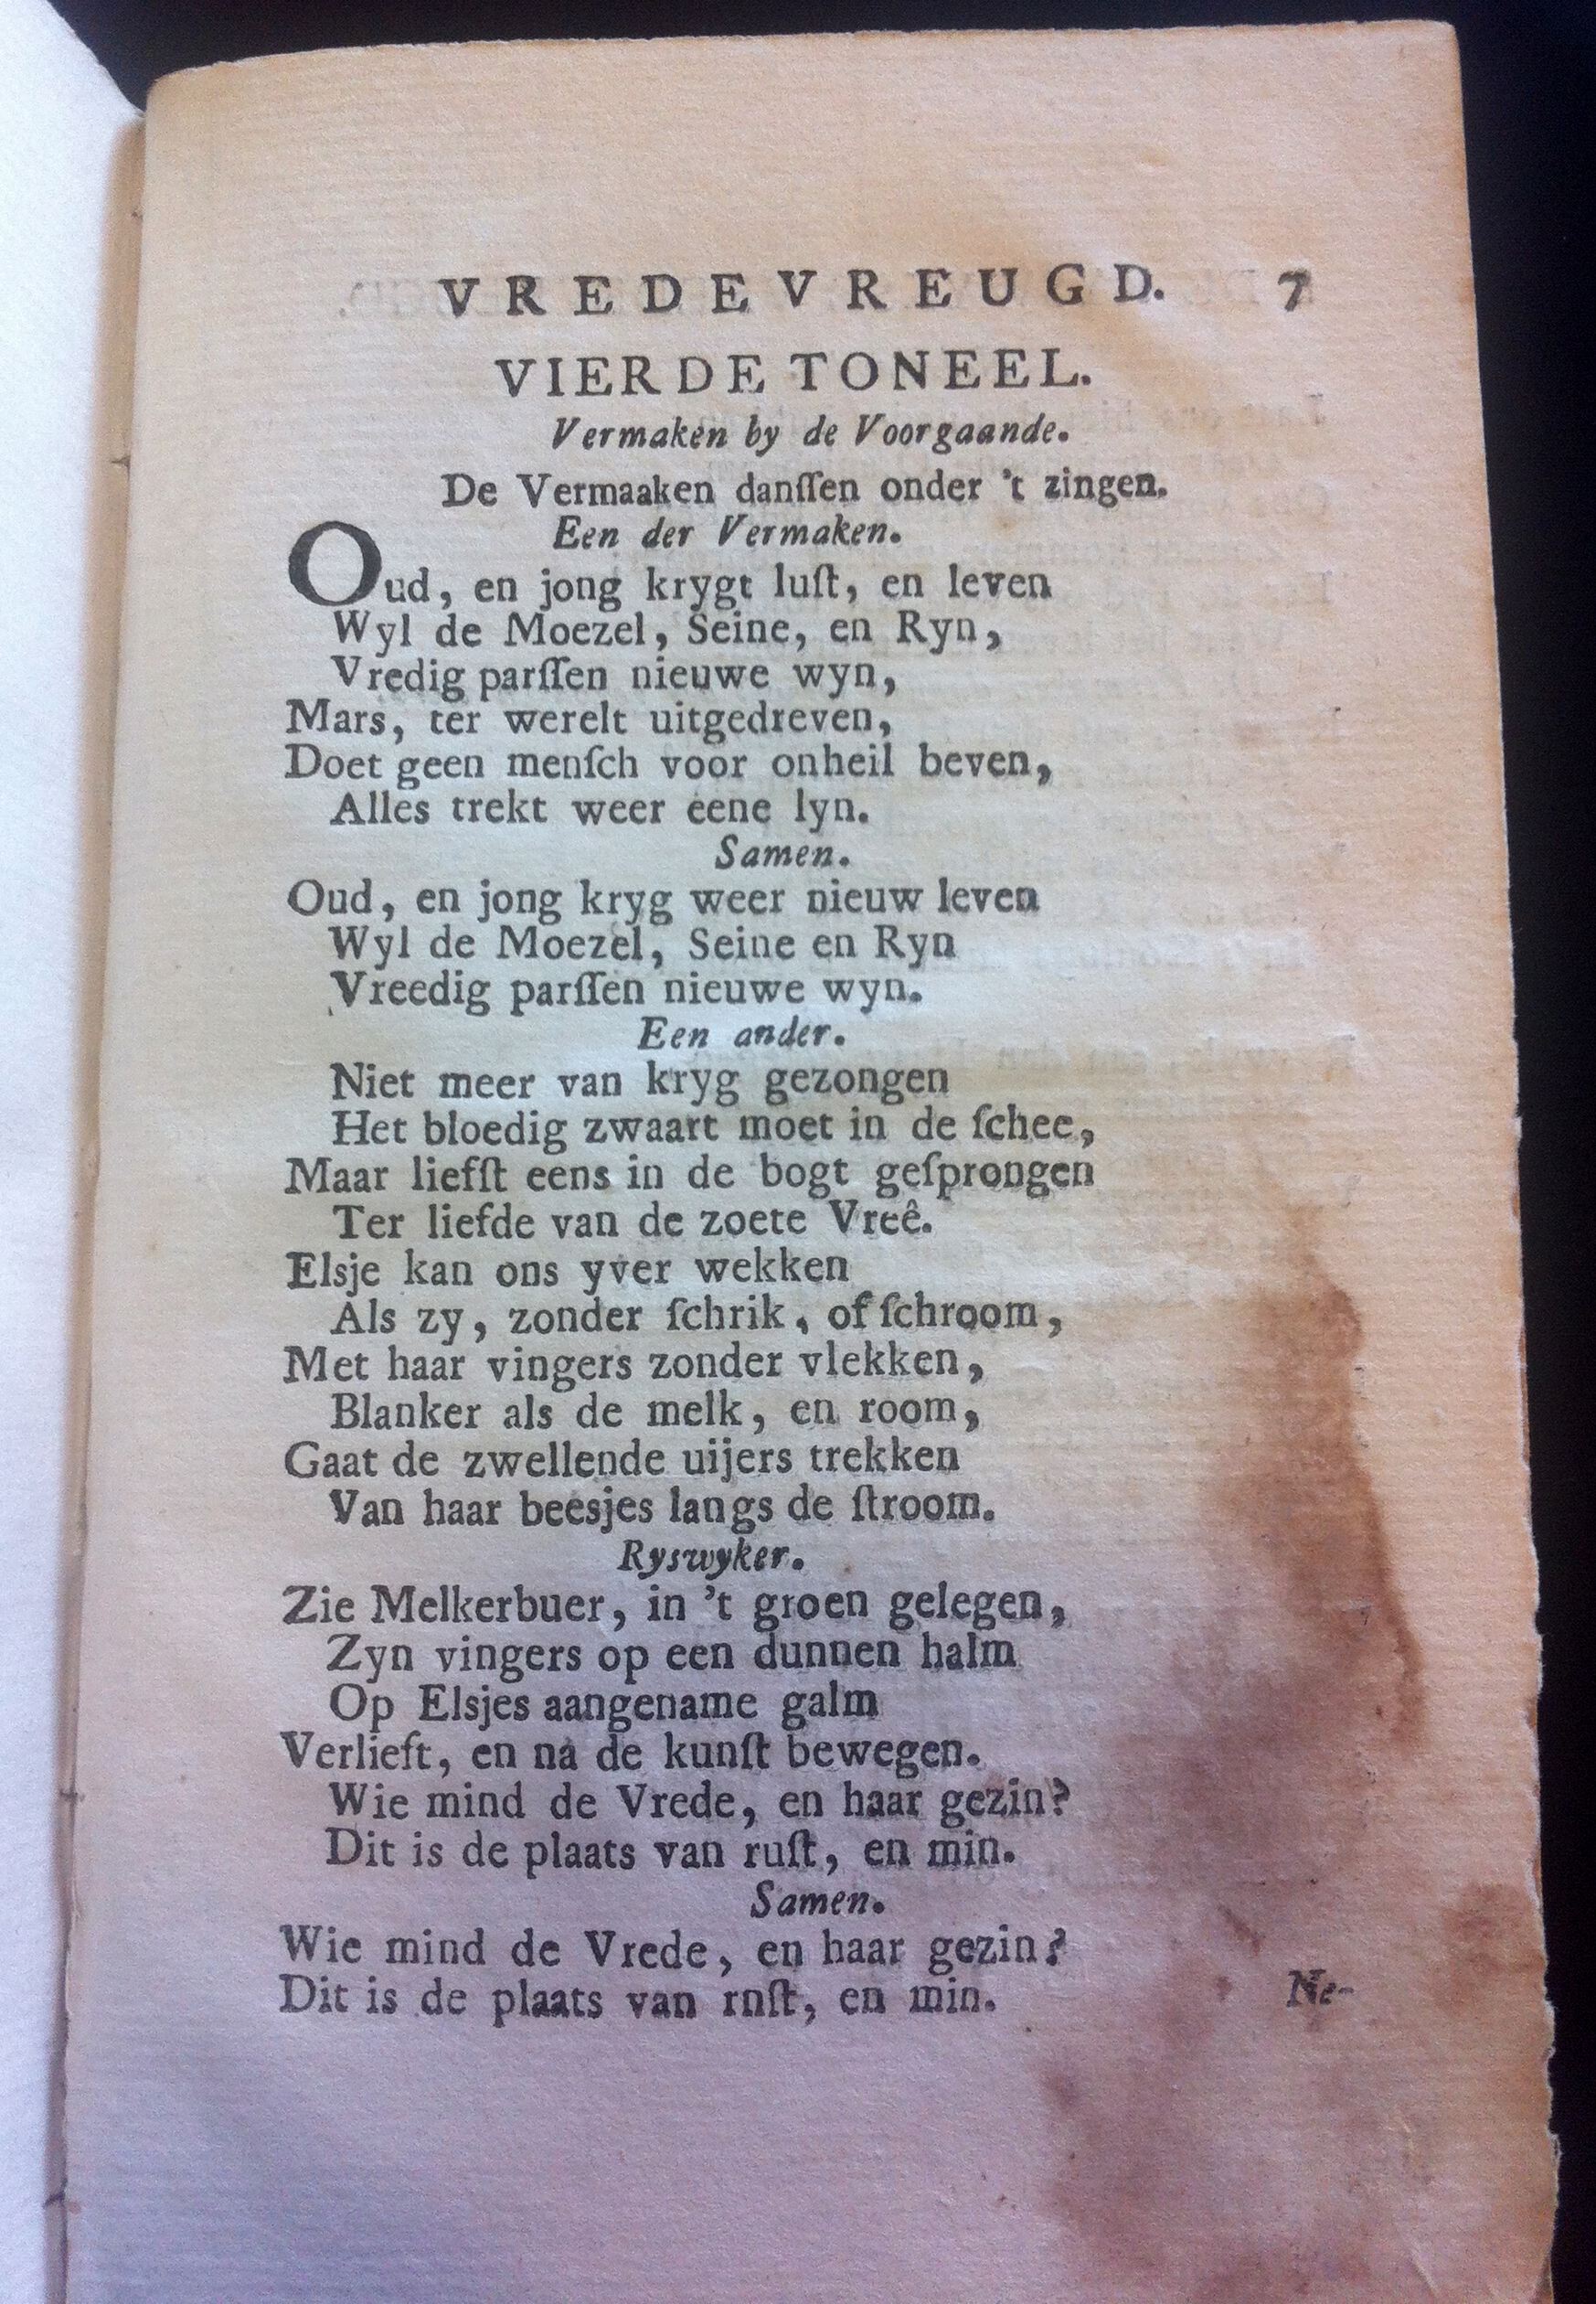 VREDEVREUGD. 7
VIERDE TONEEL.
Vermaken by de Voorgaande.
De Vermaaken danſſen onder 't zingen.
Een der Vermaken.
Oud, en jong krygt luſt, en leven
Wyl de Moezel, Seine, en Ryn,
Vredig parſſen nieuwe wyn,
Mars, ter werelt uitgedreven,
Doet geen menſch voor onheil beven,
Alles trekt weer eene lyn.
Samen.
Oud, en jong kryg weer nieuw leven
Wyl de Moezel, Seine en Ryn
Vreedig parſſen nieuwe wyn.
Een ander.
Niet meer van kryg gezongen
Het bloedig zwaart moet in de ſchee,
Maar liefſt eens in de bogt geſprongen
Ter liefde van de zoete Vreê.
Elsje kan ons yver wekken
Als zy, zonder ſchrik, of ſchroom,
Met haar vingers zonder vlekken,
Blanker als de melk, en room,
Gaat de zwellende uijers trekken
Van haar beesjes langs de ſtroom.
Ryswyker.
Zie Melkerbuer, in 't groen gelegen,
Zyn vingers op een dunnen halm
Op Elsjes aangename galm
Verlieft, en na de kunſt bewegen.
Wie mind de Vrede, en haar gezin?
Dit is de plaats van ruſt, en min.
Samen.
Wie mind de Vrede, en haar gezin?
Dit is de plaats van rnſt, en min.
Ne-